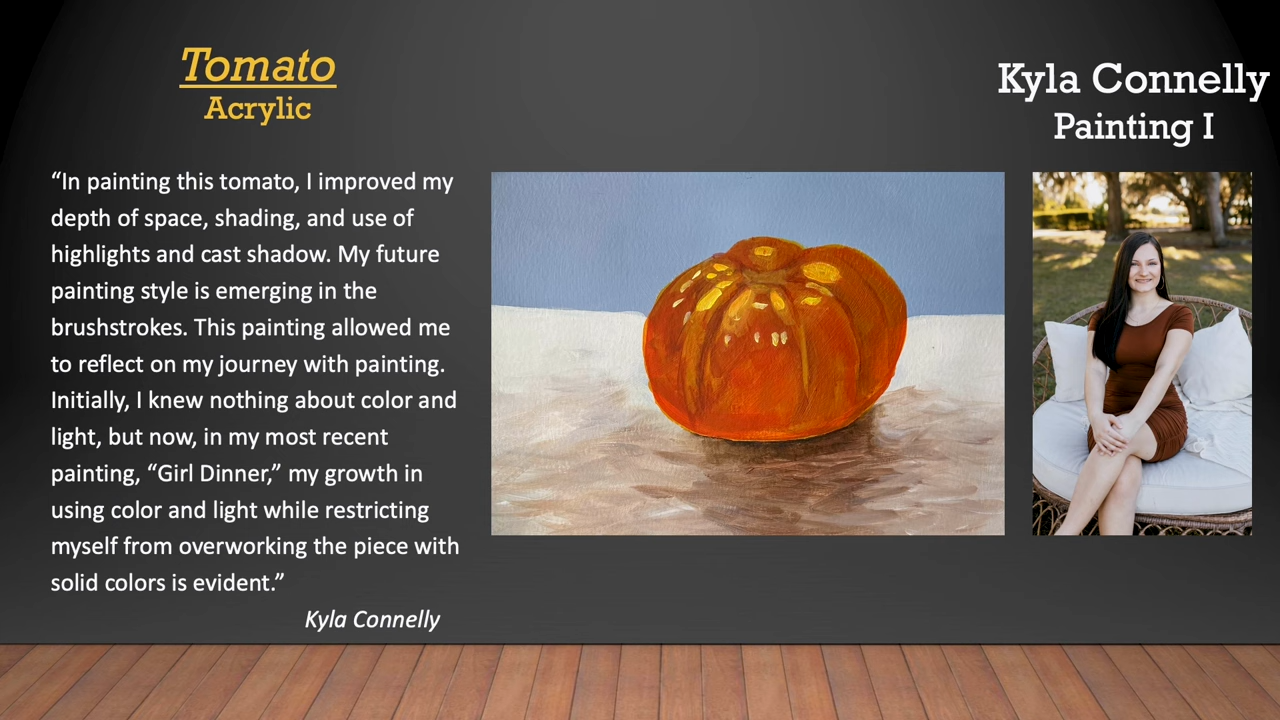 Tomato
Acrylic
Kyla Connelly
Painting I
“In painting this tomato, I improved my
depth of space, shading, and use of
highlights and cast shadow. My future
painting style is emerging in the
brushstrokes. This painting allowed me
to reflect on my journey with painting.
Initially, I knew nothing about color and
light, but now, in my most recent
painting, “Girl Dinner,” my growth in
using color and light while restricting
myself from overworking the piece with
solid colors is evident.”
Kyla Connelly